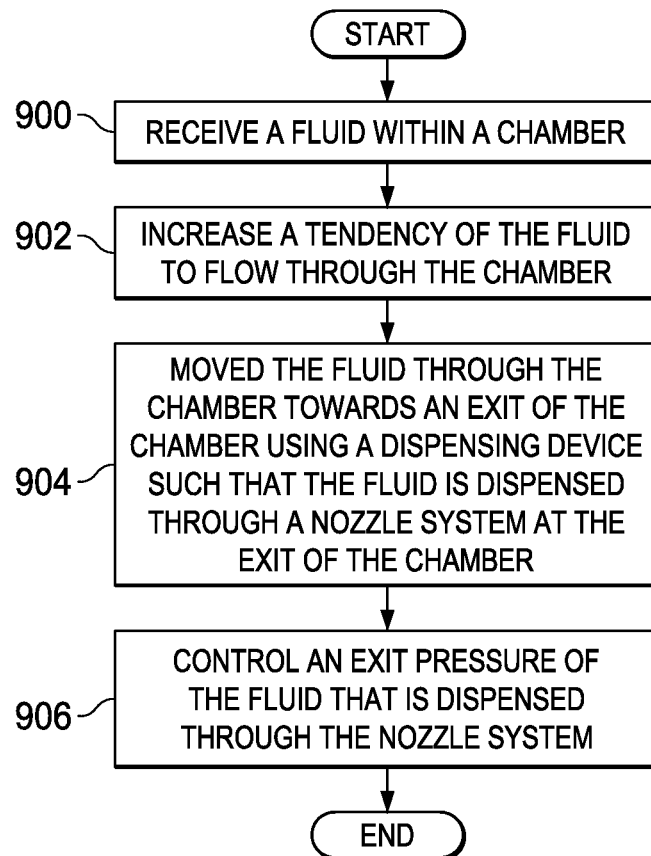 START
900
RECEIVE A FLUID WITHIN A CHAMBER
902
INCREASE A TENDENCY OF THE FLUID
TO FLOW THROUGH THE CHAMBER
904
MOVED THE FLUID THROUGH THE
CHAMBER TOWARDS AN EXIT OF THE
CHAMBER USING A DISPENSING DEVICE
SUCH THAT THE FLUID IS DISPENSED
THROUGH A NOZZLE SYSTEM AT THE
EXIT OF THE CHAMBER
906
CONTROL AN EXIT PRESSURE OF
THE FLUID THAT IS DISPENSED
THROUGH THE NOZZLE SYSTEM
END